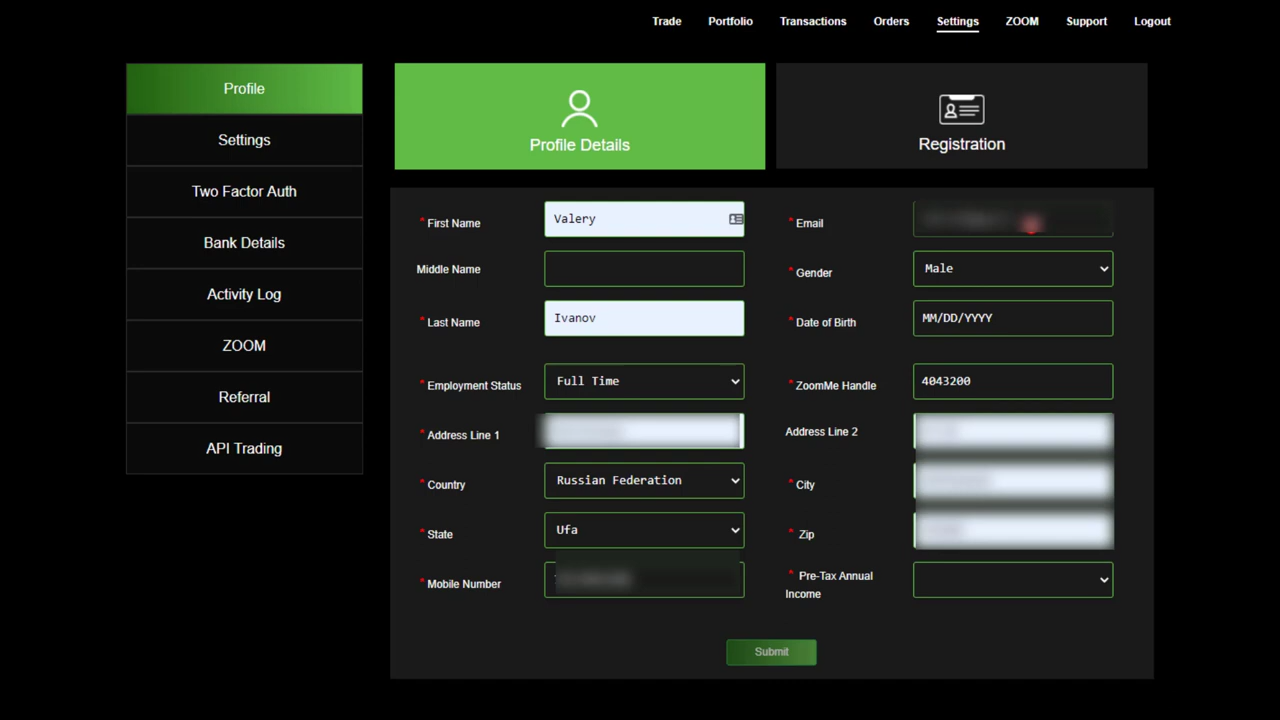 Trade Portfolio Transactions Orders Settings ZOOM Support Logout
Profile
Settings
Two Factor Auth
Bank Details
Activity Log
ZOOM
Referral
API Trading
Profile Details
Registration
* First Name Valery
* Email
Middle Name
* Gender Male
* Last Name Ivanov
* Date of Birth MM/DD/YYYY
* Employment Status Full Time
* ZoomMe Handle 4043200
* Address Line 1
Address Line 2
* Country Russian Federation
* City
* State Ufa
* Zip
* Mobile Number
* Pre-Tax Annual
Income
Submit